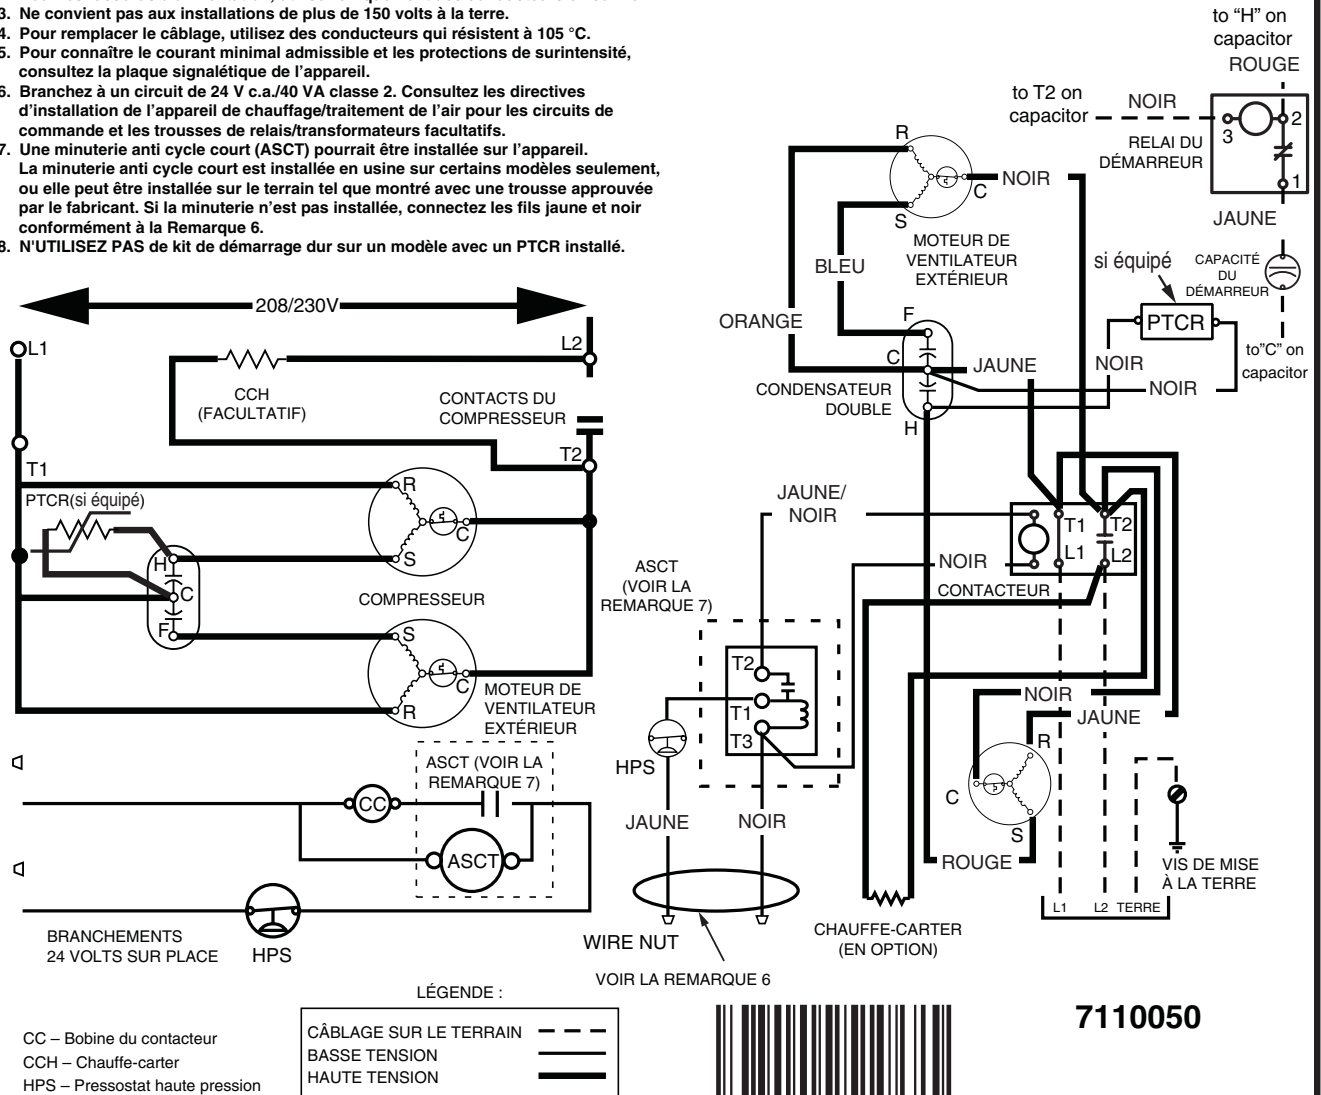 3. Ne convient pas aux installations de plus de 150 volts à la terre.
4. Pour remplacer le câblage, utilisez des conducteurs qui résistent à 105 °C.
5. Pour connaître le courant minimal admissible et les protections de surintensité,
consultez la plaque signalétique de l'appareil.
6. Branchez à un circuit de 24 V c.a./40 VA classe 2. Consultez les directives
d'installation de l'appareil de chauffage/traitement de l'air pour les circuits de
commande et les trousses de relais/transformateurs facultatifs.
7. Une minuterie anti cycle court (ASCT) pourrait être installée sur l'appareil.
La minuterie anti cycle court est installée en usine sur certains modèles seulement,
ou elle peut être installée sur le terrain tel que montré avec une trousse approuvée
par le fabricant. Si la minuterie n'est pas installée, connectez les fils jaune et noir
conformément à la Remarque 6.
8. N'UTILISEZ PAS de kit de démarrage dur sur un modèle avec un PTCR installé.
208/230V
L1
L2
CCH
(FACULTATIF)
CONTACTS DU
COMPRESSEUR
T2
T1
PTCR(si équipé)
R
C
S
H
C
F
COMPRESSEUR
S
C
R
MOTEUR DE
VENTILATEUR
EXTÉRIEUR
ASCT (VOIR LA
REMARQUE 7)
CC
ASCT
HPS
BRANCHEMENTS
24 VOLTS SUR PLACE
to "H" on
capacitor
ROUGE
to T2 on
capacitor
NOIR
3
2
1
RELAI DU
DÉMARREUR
JAUNE
CAPACITÉ
DU
DÉMARREUR
to"C" on
capacitor
si équipé
PTCR
NOIR
NOIR
R
C
S
NOIR
MOTEUR DE
VENTILATEUR
EXTÉRIEUR
BLEU
ORANGE
F
C
H
JAUNE
CONDENSATEUR
DOUBLE
JAUNE/
NOIR
T1
T2
L1
L2
NOIR
CONTACTEUR
ASCT
(VOIR LA
REMARQUE 7)
T2
T1
T3
HPS
JAUNE
NOIR
WIRE NUT
VOIR LA REMARQUE 6
NOIR
JAUNE
R
C
S
ROUGE
CHAUFFE-CARTER
(EN OPTION)
VIS DE MISE
À LA TERRE
L1
L2
TERRE
LÉGENDE :
CC – Bobine du contacteur
CCH – Chauffe-carter
HPS – Pressostat haute pression
CÂBLAGE SUR LE TERRAIN
BASSE TENSION
HAUTE TENSION
7110050